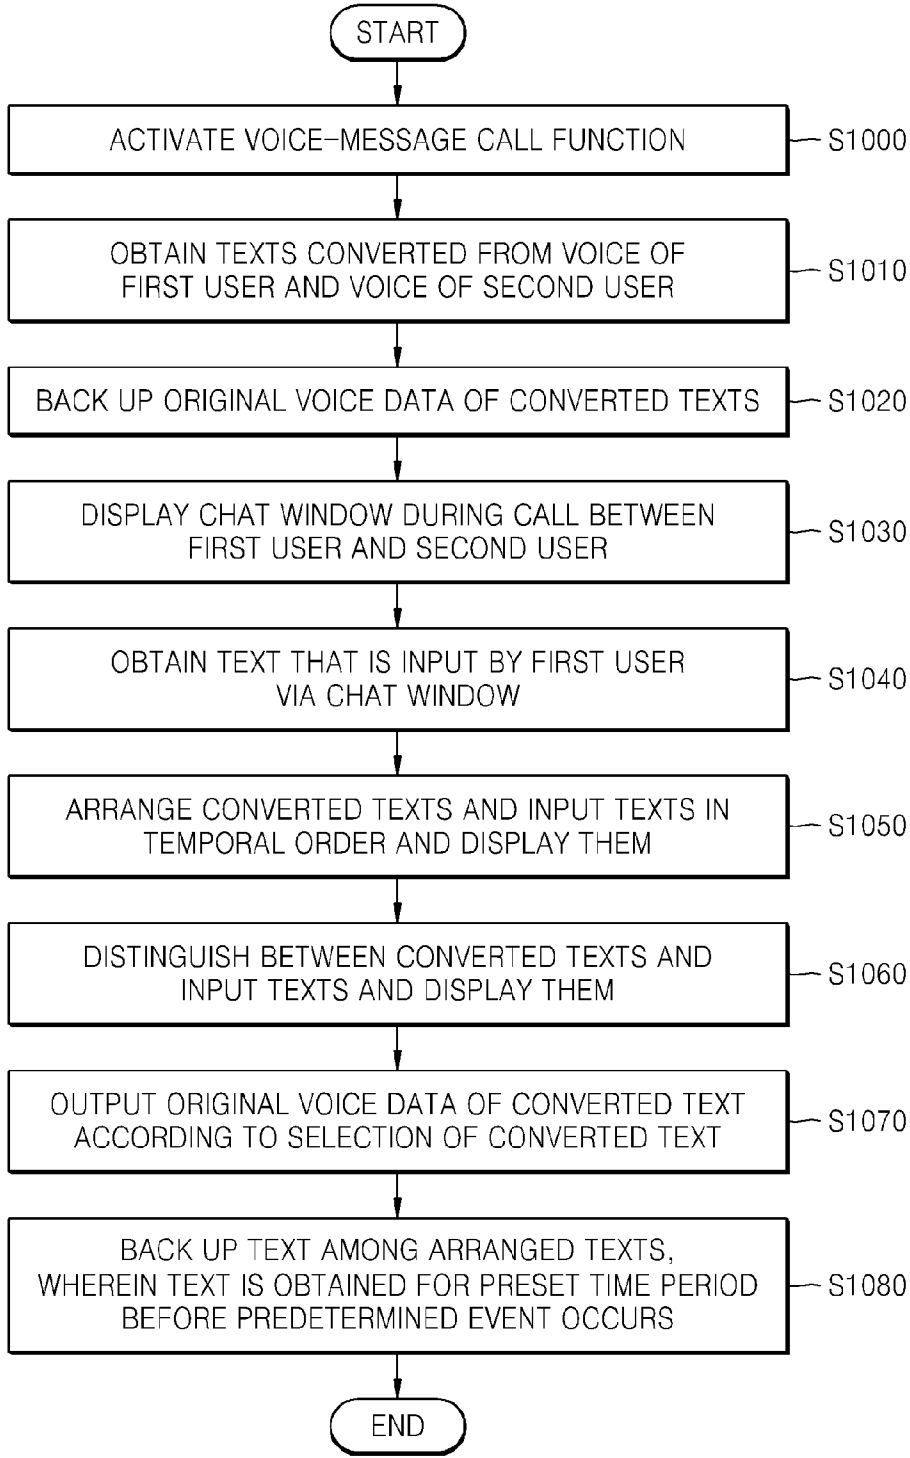 START
ACTIVATE VOICE-MESSAGE CALL FUNCTION
S1000
OBTAIN TEXTS CONVERTED FROM VOICE OF
FIRST USER AND VOICE OF SECOND USER
S1010
BACK UP ORIGINAL VOICE DATA OF CONVERTED TEXTS
S1020
DISPLAY CHAT WINDOW DURING CALL BETWEEN
FIRST USER AND SECOND USER
S1030
OBTAIN TEXT THAT IS INPUT BY FIRST USER
VIA CHAT WINDOW
S1040
ARRANGE CONVERTED TEXTS AND INPUT TEXTS IN
TEMPORAL ORDER AND DISPLAY THEM
S1050
DISTINGUISH BETWEEN CONVERTED TEXTS AND
INPUT TEXTS AND DISPLAY THEM
S1060
OUTPUT ORIGINAL VOICE DATA OF CONVERTED TEXT
ACCORDING TO SELECTION OF CONVERTED TEXT
S1070
BACK UP TEXT AMONG ARRANGED TEXTS,
WHEREIN TEXT IS OBTAINED FOR PRESET TIME PERIOD
BEFORE PREDETERMINED EVENT OCCURS
S1080
END